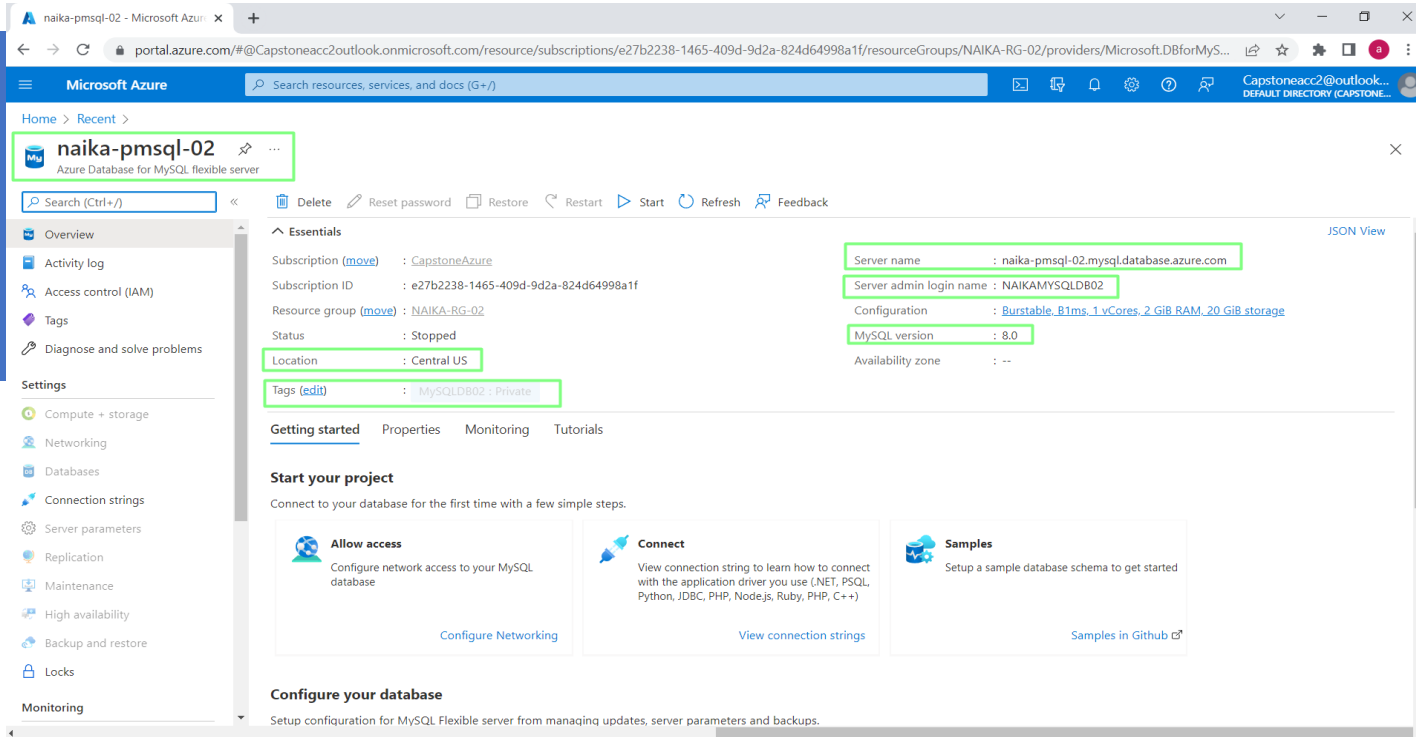 naika-pmsql-02 - Microsoft Azur
portal.azure.com/#@Capstoneacc2outlook.onmicrosoft.com/resource/subscriptions/e27b2238-1465-409d-9d2a-824d64998a1f/resourceGroups/NAIKA-RG-02/providers/Microsoft.DBforMyS...
a
Microsoft Azure
Search resources, services, and docs (G+/)
Capstoneacc2@outlook...
DEFAULT DIRECTORY (CAPSTONE...
Home > Recent >
My
naika-pmsql-02 ...
Azure Database for MySQL flexible server
Search (Ctrl+/)
«
Delete Reset password Restore Restart Start Refresh Feedback
Overview
Activity log
Access control (IAM)
Tags
Diagnose and solve problems
Settings
Compute + storage
Networking
Databases
Connection strings
Server parameters
Replication
Maintenance
High availability
Backup and restore
Locks
Monitoring
Essentials
JSON View
Subscription (move) : CapstoneAzure
Subscription ID : e27b2238-1465-409d-9d2a-824d64998a1f
Resource group (move) : NAIKA-RG-02
Status : Stopped
Location : Central US
Tags (edit) : MySQLDB02 : Private
Server name : naika-pmsql-02.mysql.database.azure.com
Server admin login name : NAIKAMYSQLDB02
Configuration : Burstable, B1ms, 1 vCores, 2 GiB RAM, 20 GiB storage
MySQL version : 8.0
Availability zone : --
Getting started Properties Monitoring Tutorials
Start your project
Connect to your database for the first time with a few simple steps.
Allow access
Configure network access to your MySQL
database
Configure Networking
Connect
View connection string to learn how to connect
with the application driver you use (.NET, PSQL,
Python, JDBC, PHP, Node.js, Ruby, PHP, C++)
View connection strings
Samples
Setup a sample database schema to get started
Samples in Github
Configure your database
Setup configuration for MySQL Flexible server from managing updates, server parameters and backups.